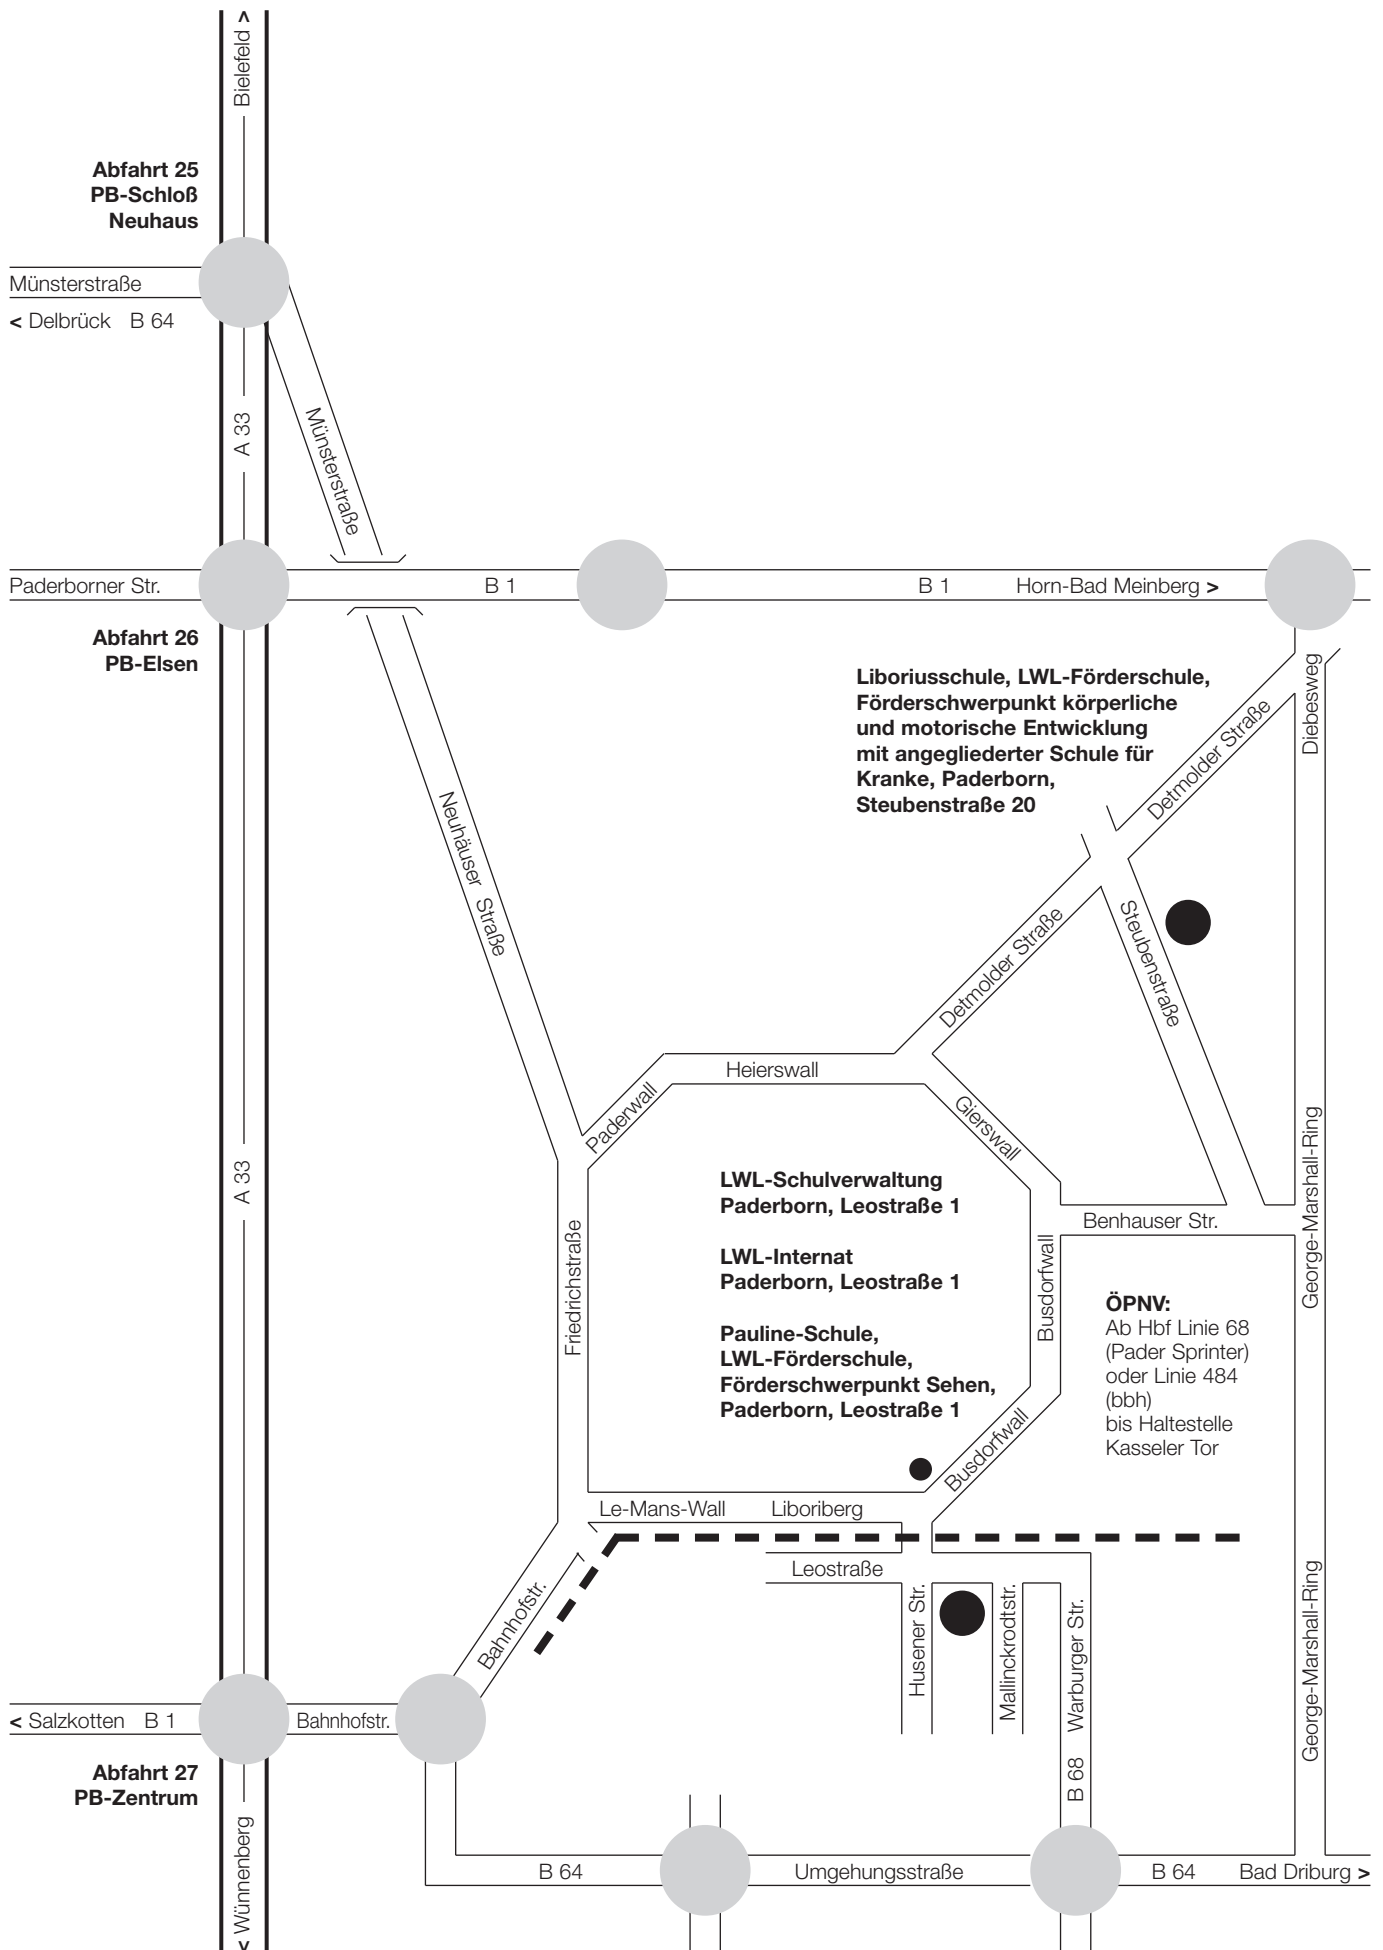 Bielefeld >
Abfahrt 25
PB-Schloß
Neuhaus
Münsterstraße
< Delbrück B 64
A 33
Münsterstraße
Paderborner Str.
B 1
B 1
Horn-Bad Meinberg >
Abfahrt 26
PB-Elsen
Liboriusschule, LWL-Förderschule,
Förderschwerpunkt körperliche
und motorische Entwicklung
mit angegliederter Schule für
Kranke, Paderborn,
Steubenstraße 20
Diebesweg
Detmolder Straße
Neuhäuser Straße
Detmolder Straße
Steubenstraße
Heierswall
Paderwall
Gierswall
A 33
LWL-Schulverwaltung
Paderborn, Leostraße 1
LWL-Internat
Paderborn, Leostraße 1
Pauline-Schule,
LWL-Förderschule,
Förderschwerpunkt Sehen,
Paderborn, Leostraße 1
Friedrichstraße
Benhauser Str.
Busdorfwall
George-Marshall-Ring
ÖPNV:
Ab Hbf Linie 68
(Pader Sprinter)
oder Linie 484
(bbh)
bis Haltestelle
Kasseler Tor
Busdorfwall
Le-Mans-Wall
Liboriberg
Leostraße
Bahnhofstr.
Husener Str.
Mallinckrodtstr.
B 68 Warburger Str.
George-Marshall-Ring
< Salzkotten B 1
Bahnhofstr.
Abfahrt 27
PB-Zentrum
< Wünnenberg
B 64
Umgehungsstraße
B 64
Bad Driburg >